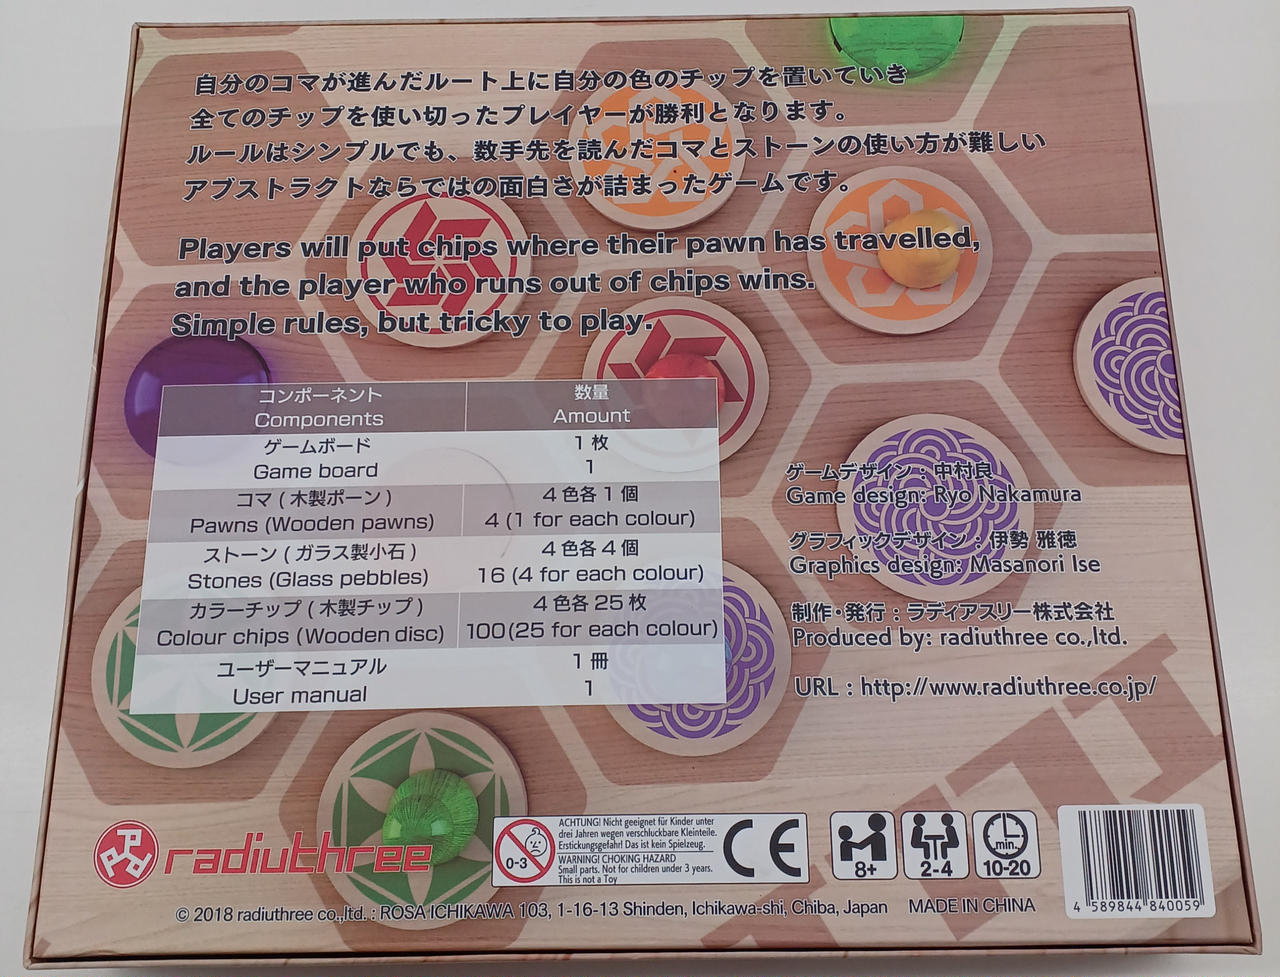 自分のコマが進んだルート上に自分の色のチップを置いていき
全てのチップを使い切ったプレイヤーが勝利となります。
ルールはシンプルでも、数手先を読んだコマとストーンの使い方が難しい
アブストラクトならではの面白さが詰まったゲームです。
Players will put chips where their pawn has travelled,
and the player who runs out of chips wins.
Simple rules, but tricky to play.
コンポーネント 数量
Components Amount
ゲームボード 1枚
Game board 1
コマ(木製ポーン) 4色各1個
Pawns (Wooden pawns) 4 (1 for each colour)
ストーン(ガラス製小石) 4色各4個
Stones (Glass pebbles) 16 (4 for each colour)
カラーチップ(木製チップ) 4色各25枚
Colour chips (Wooden disc) 100(25 for each colour)
ユーザーマニュアル 1冊
User manual 1
ゲームデザイン：中村良
Game design: Ryo Nakamura
グラフィックデザイン：伊勢 雅徳
Graphics design: Masanori Ise
制作・発行：ラディアスリー株式会社
Produced by: radiuthree co.,ltd.
URL : http://www.radiuthree.co.jp/
radiuthree
0-3
ACHTUNG! Nicht geeignet für Kinder unter
drei Jahren wegen verschluckbare Kleinteile.
Erstickungsgefahr! Das ist kein Spielzeug.
WARNING! CHOKING HAZARD
Small parts. Not for children under 3 years.
This is not a Toy
CE
8+
2-4
min.
10-20
4 589844 840059
© 2018 radiuthree co.,ltd. : ROSA ICHIKAWA 103, 1-16-13 Shinden, Ichikawa-shi, Chiba, Japan MADE IN CHINA